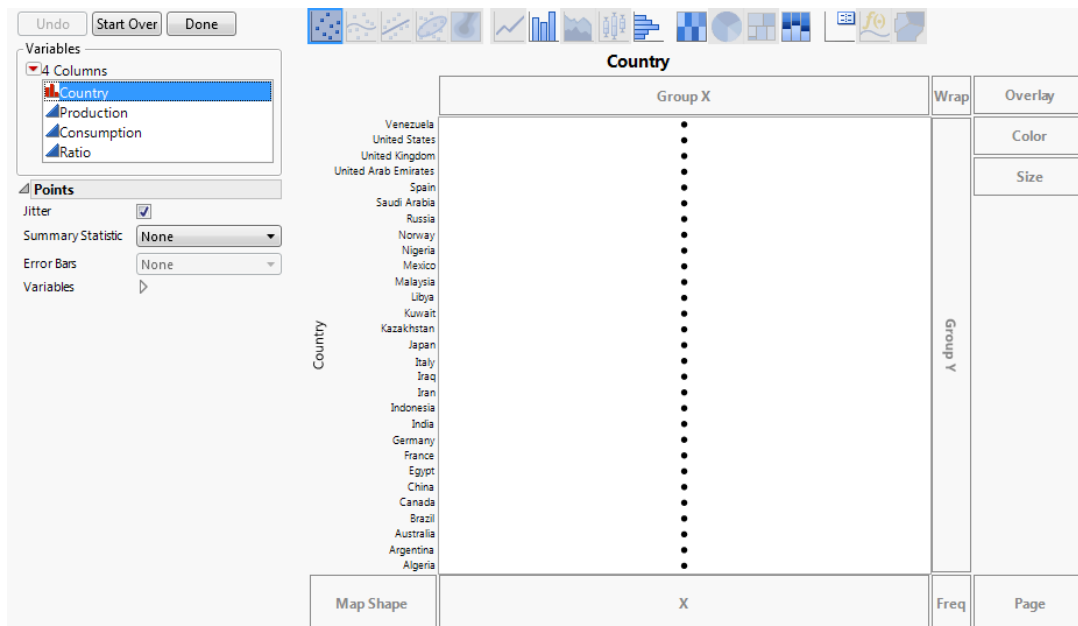 Undo
Start Over
Done
Variables
4 Columns
Country
Production
Consumption
Ratio
Points
Jitter
Summary Statistic
None
Error Bars
None
Variables
Country
Group X
Wrap
Overlay
Color
Size
Venezuela
United States
United Kingdom
United Arab Emirates
Spain
Saudi Arabia
Russia
Norway
Nigeria
Mexico
Malaysia
Libya
Kuwait
Kazakhstan
Japan
Italy
Iraq
Iran
Indonesia
India
Germany
France
Egypt
China
Canada
Brazil
Australia
Argentina
Algeria
Country
Group Y
Map Shape
X
Freq
Page